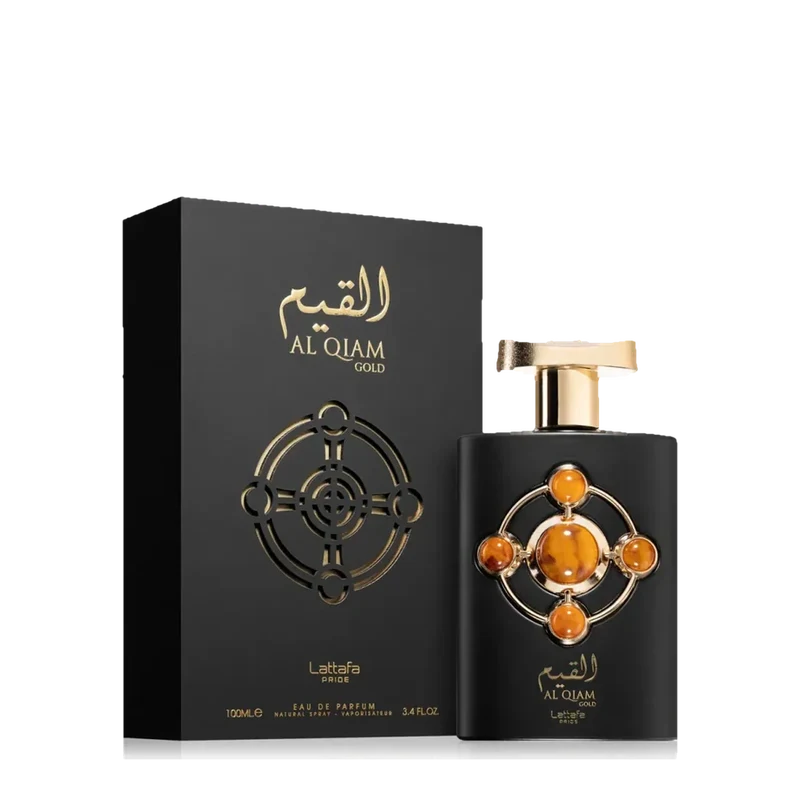 القيم
AL QIAM
GOLD
Lattafa
PRIDE
100MLe EAU DE PARFUM 3.4 FL.OZ.
NATURAL SPRAY - VAPORISATEUR
القيم
AL QIAM
GOLD
Lattafa
PRIDE